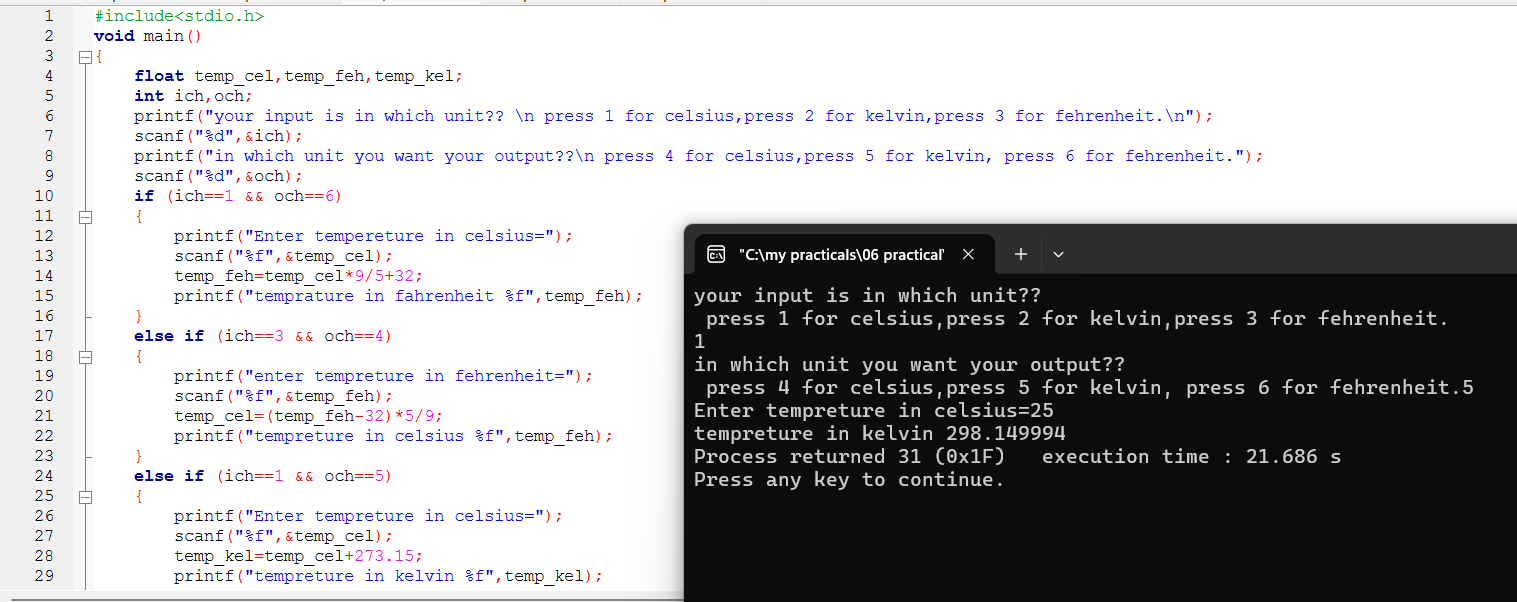 1 #include<stdio.h>
2 void main()
3 {
4 float temp_cel,temp_feh,temp_kel;
5 int ich,och;
6 printf("your input is in which unit?? \n press 1 for celsius,press 2 for kelvin,press 3 for fehrenheit.\n");
7 scanf("%d",&ich);
8 printf("in which unit you want your output??\n press 4 for celsius,press 5 for kelvin, press 6 for fehrenheit.");
9 scanf("%d",&och);
10 if (ich==1 && och==6)
11 {
12 printf("Enter tempereture in celsius=");
13 scanf("%f",&temp_cel);
14 temp_feh=temp_cel*9/5+32;
15 printf("temprature in fahrenheit %f",temp_feh);
16 }
17 else if (ich==3 && och==4)
18 {
19 printf("enter tempreture in fehrenheit=");
20 scanf("%f",&temp_feh);
21 temp_cel=(temp_feh-32)*5/9;
22 printf("tempreture in celsius %f",temp_feh);
23 }
24 else if (ich==1 && och==5)
25 {
26 printf("Enter tempreture in celsius=");
27 scanf("%f",&temp_cel);
28 temp_kel=temp_cel+273.15;
29 printf("tempreture in kelvin %f",temp_kel);
"C:\my practicals\06 practical'
your input is in which unit??
press 1 for celsius,press 2 for kelvin,press 3 for fehrenheit.
1
in which unit you want your output??
press 4 for celsius,press 5 for kelvin, press 6 for fehrenheit.5
Enter tempreture in celsius=25
tempreture in kelvin 298.149994
Process returned 31 (0x1F) execution time : 21.686 s
Press any key to continue.